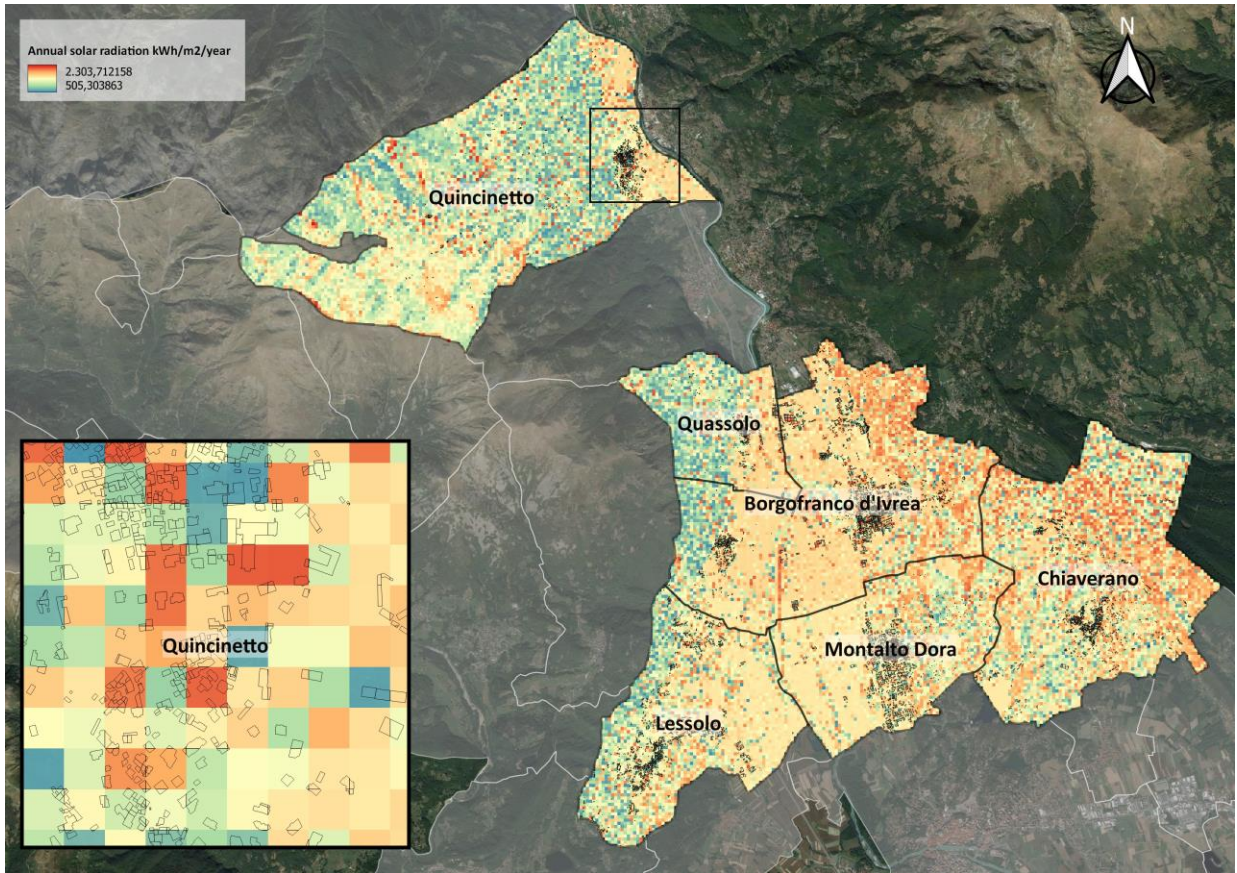 Annual solar radiation kWh/m2/year
2.303,712158
505,303863
N
Quincinetto
Quassolo
Borgofranco d'Ivrea
Chiaverano
Quincinetto
Montalto Dora
Lessolo